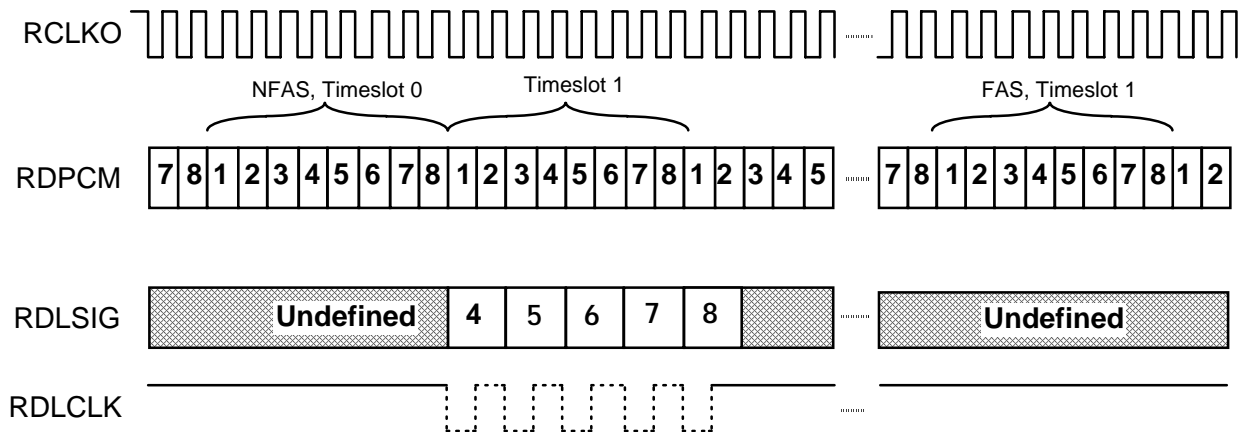 RCLKO
NFAS, Timeslot 0 Timeslot 1 FAS, Timeslot 1
RDPCM 7 8 1 2 3 4 5 6 7 8 1 2 3 4 5 6 7 8 1 2 3 4 5 7 8 1 2 3 4 5 6 7 8 1 2
RDLSIG Undefined 4 5 6 7 8 Undefined
RDLCLK